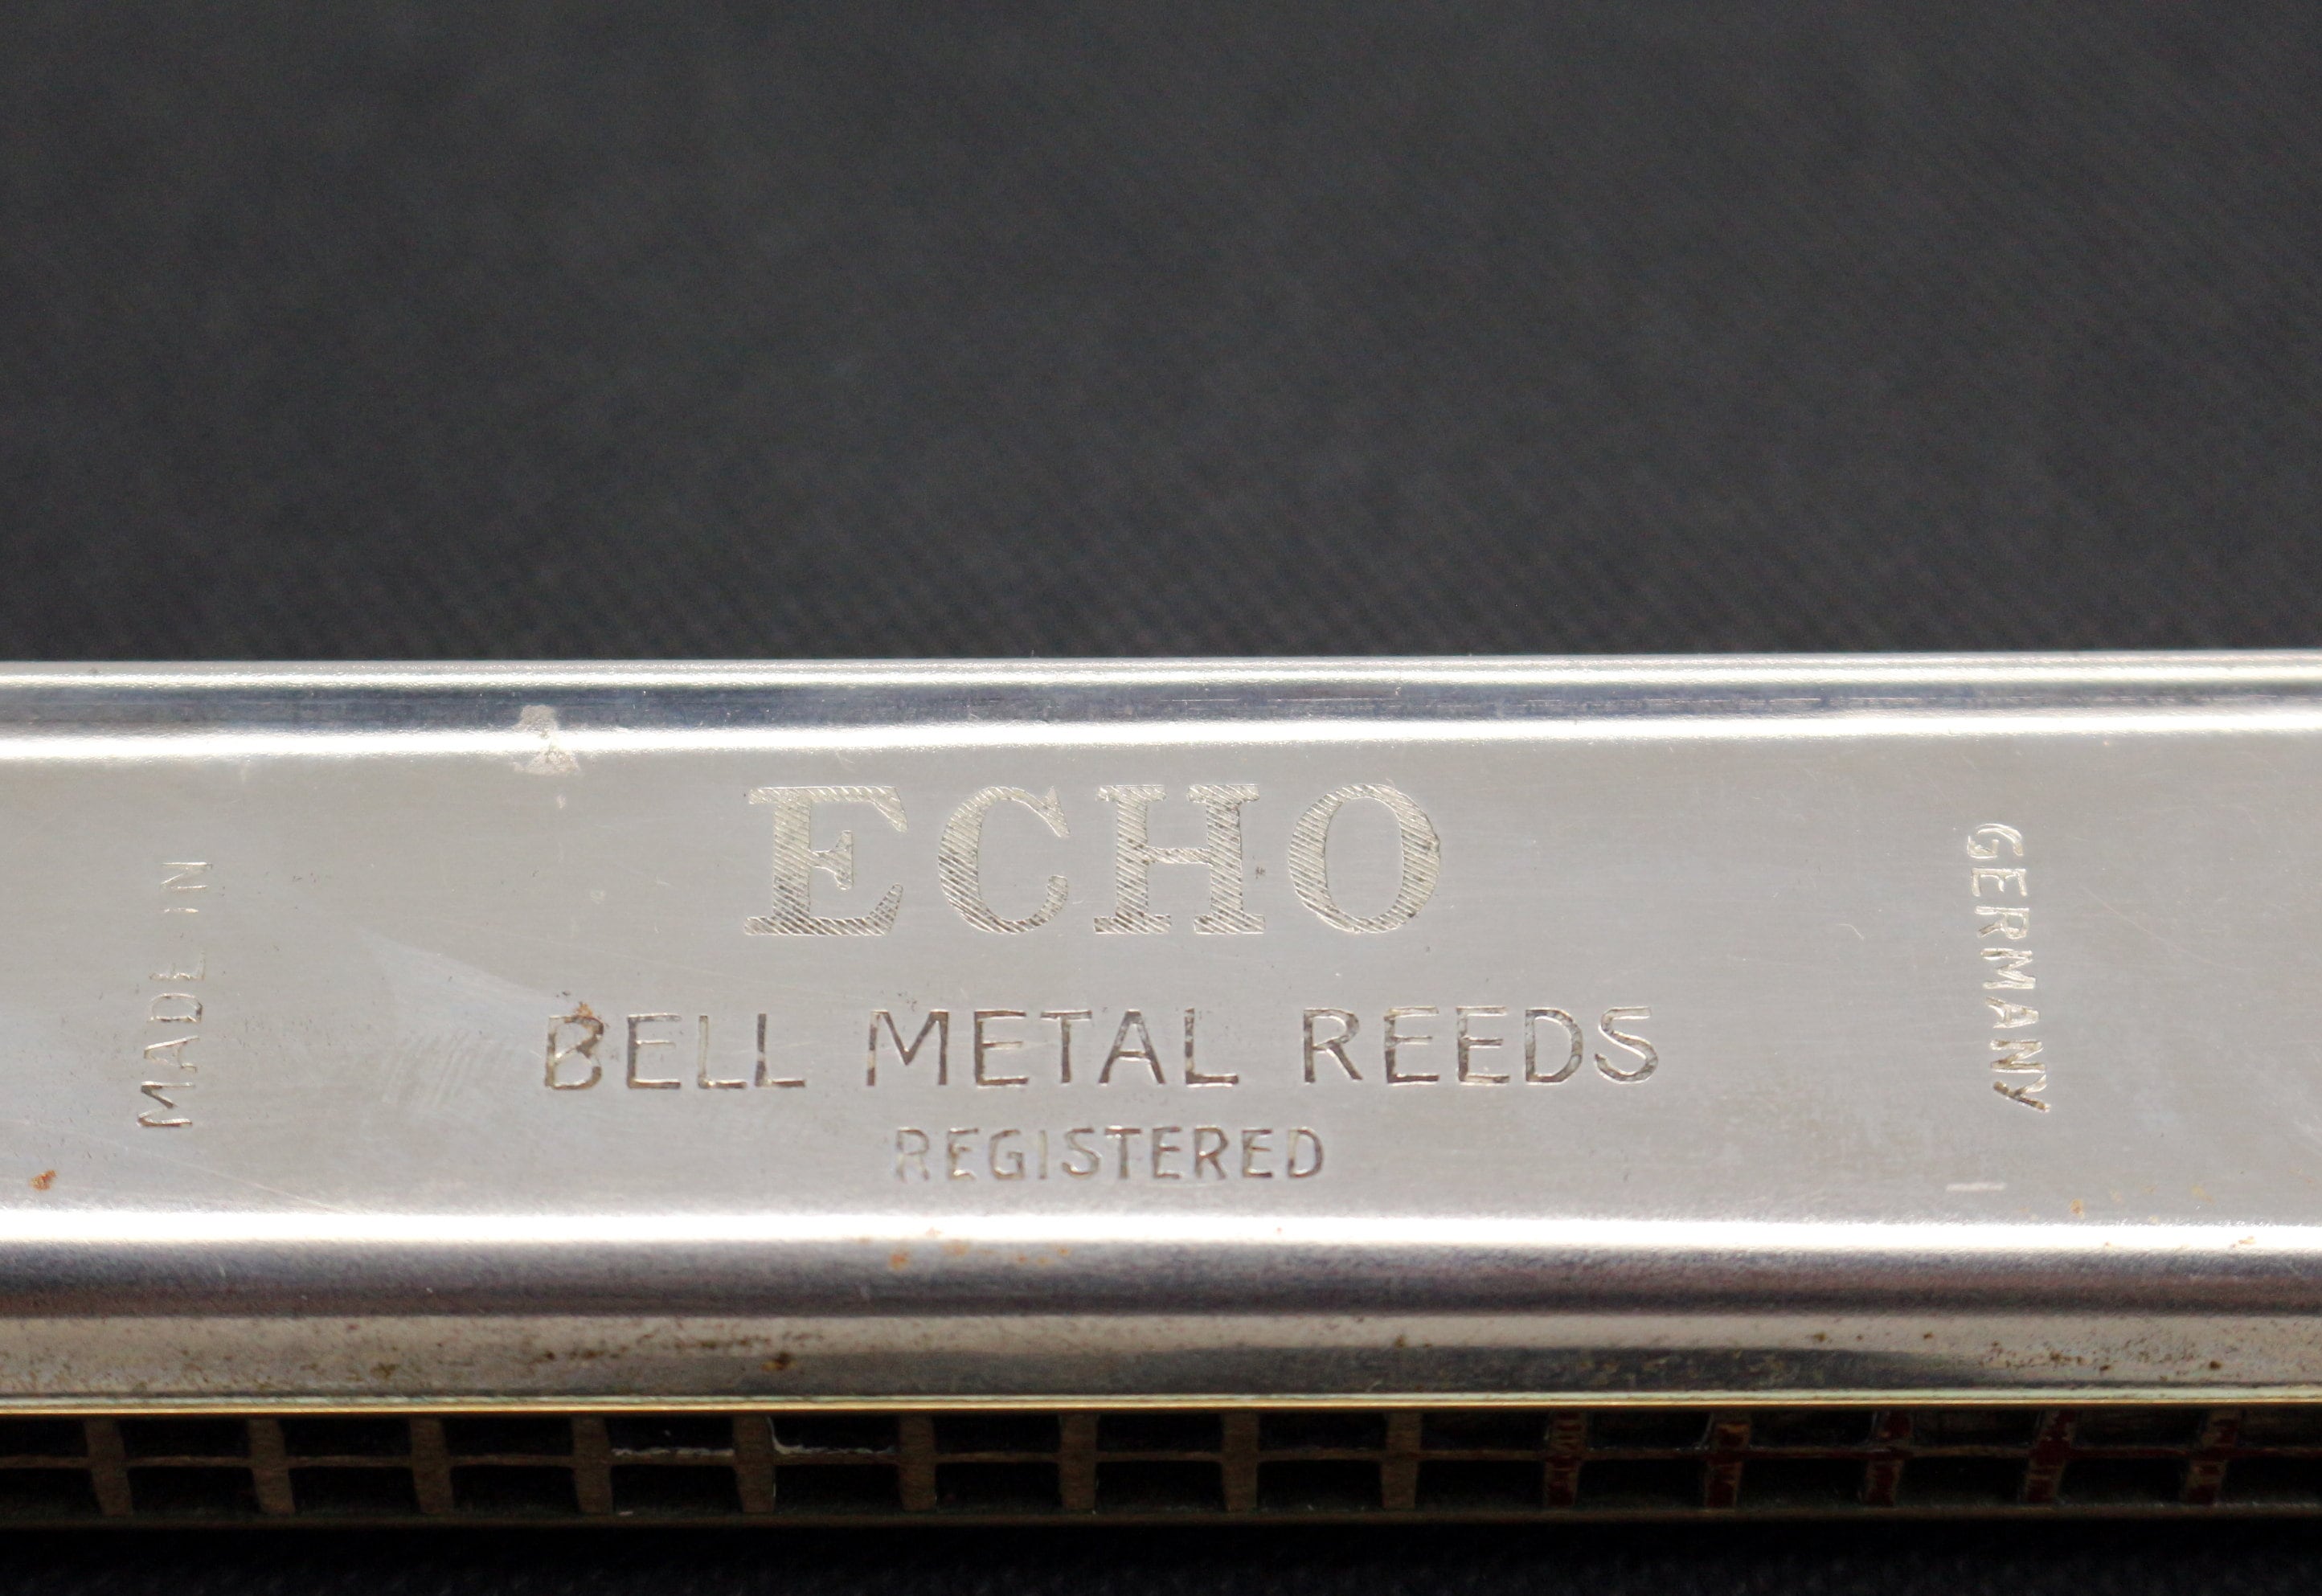 ECHO
MADE IN
GERMANY
BELL METAL REEDS
REGISTERED